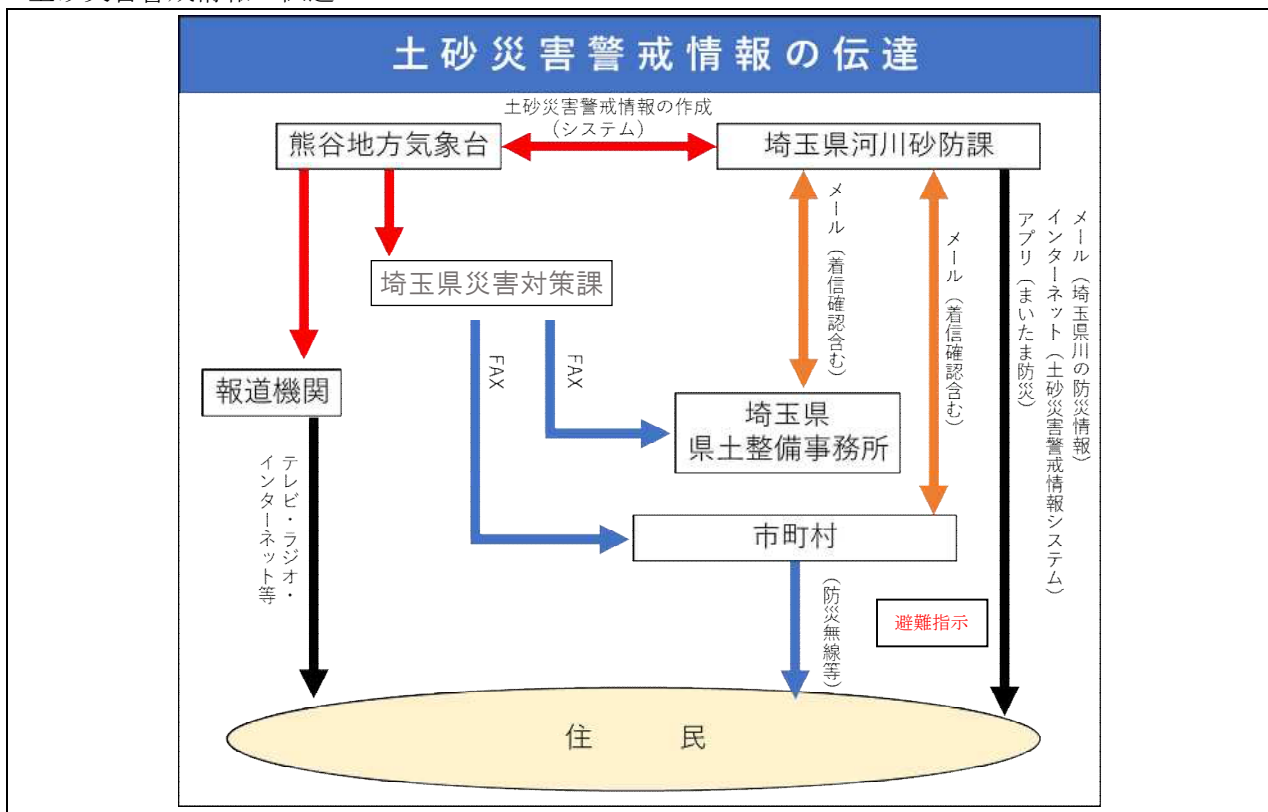 土砂災害警戒情報の伝達
土砂災害警戒情報の作成
(システム)
熊谷地方気象台
埼玉県河川砂防課
埼玉県災害対策課
メール(着信確認含む)
メール(着信確認含む)
メール(埼玉県川の防災情報)
インターネット(土砂災害警戒情報システム)
アプリ(まいたま防災)
FAX
FAX
報道機関
埼玉県
県土整備事務所
テレビ・ラジオ・
インターネット等
市町村
(防災無線等)
避難指示
住 民